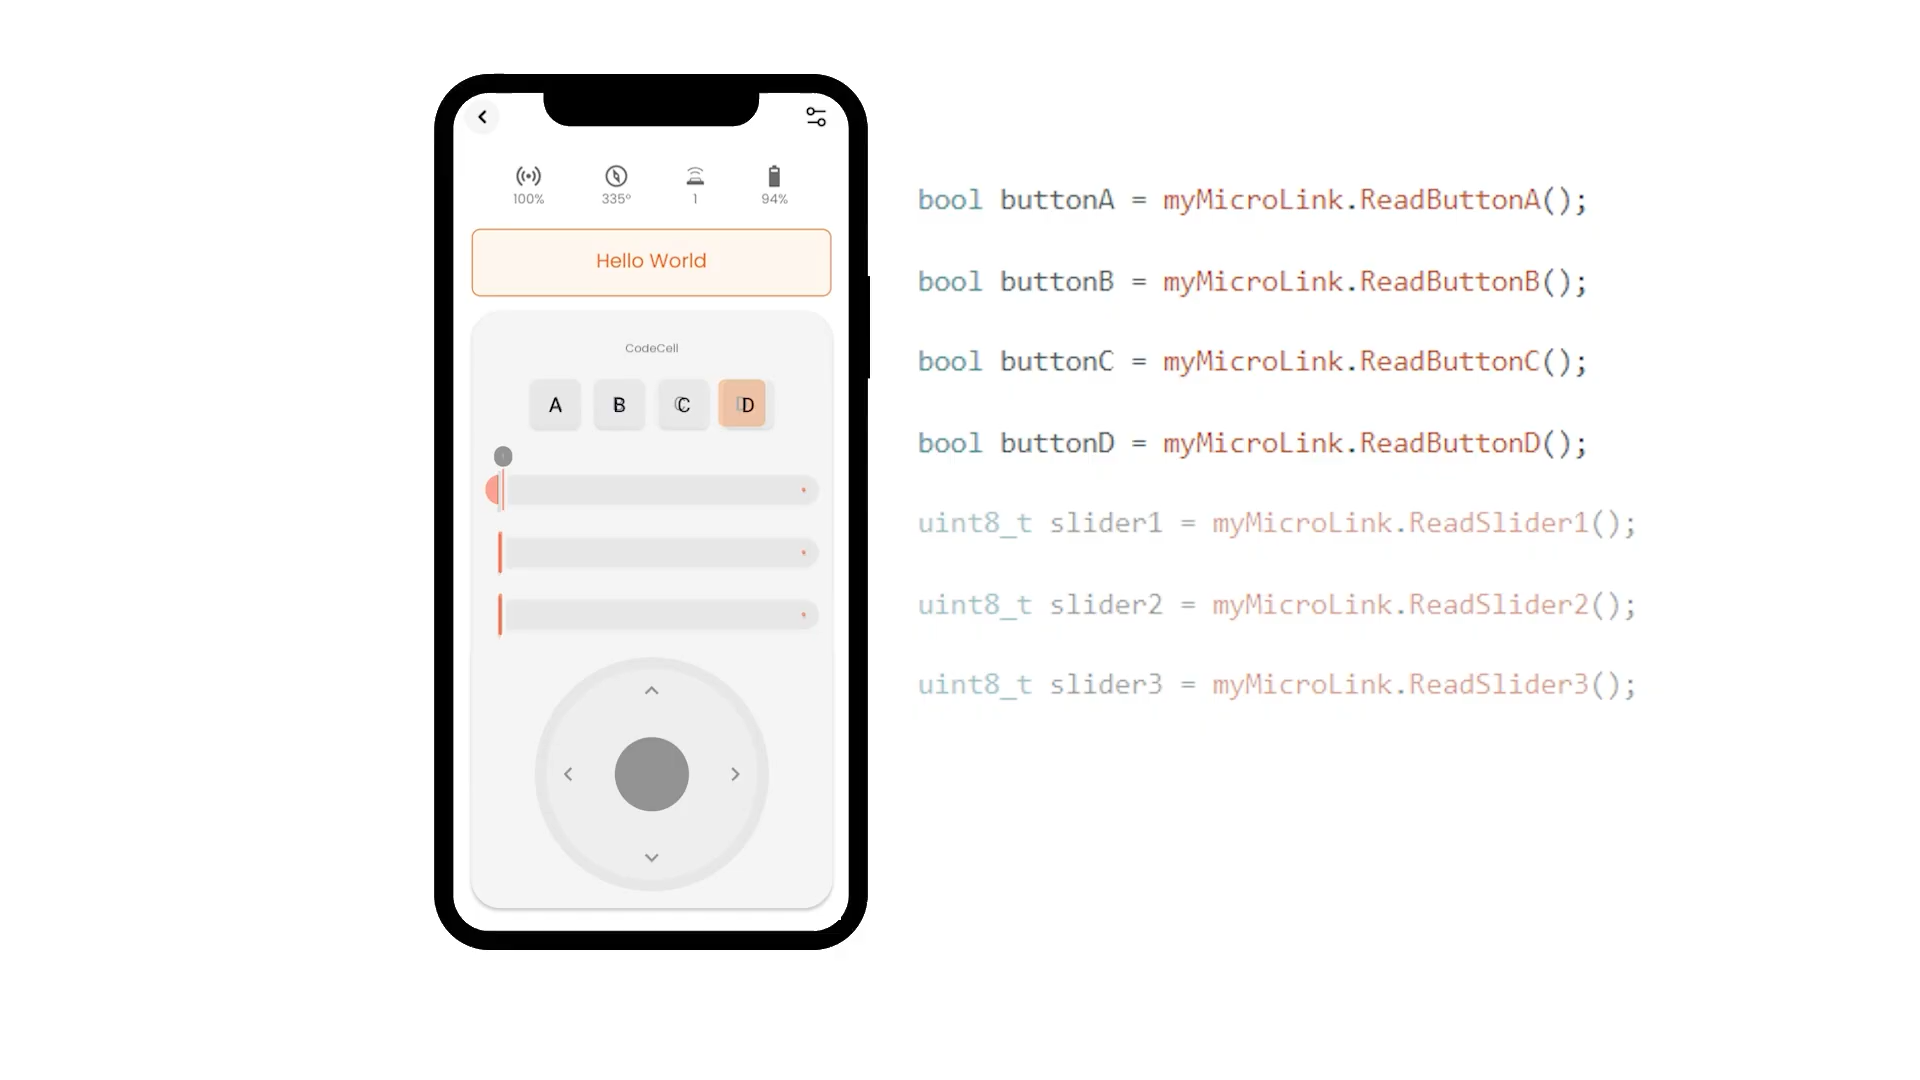 100% 335° 1 94%
Hello World
CodeCell
A B C D
bool buttonA = myMicroLink.ReadButtonA();
bool buttonB = myMicroLink.ReadButtonB();
bool buttonC = myMicroLink.ReadButtonC();
bool buttonD = myMicroLink.ReadButtonD();
uint8_t slider1 = myMicroLink.ReadSlider1();
uint8_t slider2 = myMicroLink.ReadSlider2();
uint8_t slider3 = myMicroLink.ReadSlider3();